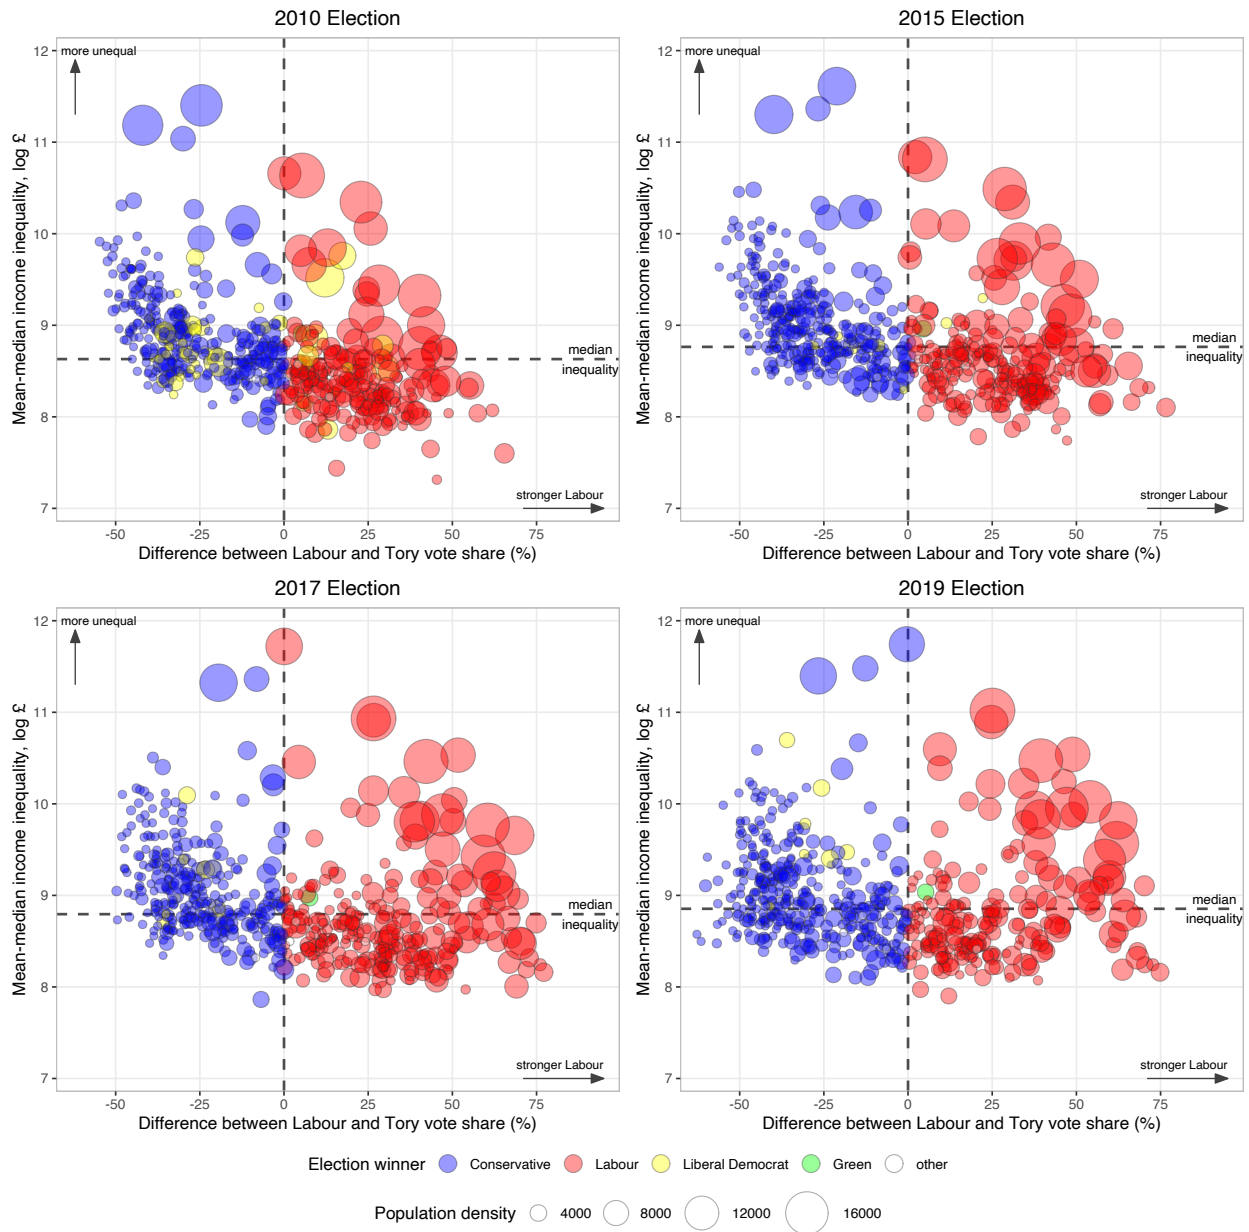 2010 Election
2015 Election
Mean-median income inequality, log £
12
11
10
9
8
7
more unequal
median
inequality
stronger Labour
-50 -25 0 25 50 75
Difference between Labour and Tory vote share (%)
Mean-median income inequality, log £
12
11
10
9
8
7
more unequal
median
inequality
stronger Labour
-50 -25 0 25 50 75
Difference between Labour and Tory vote share (%)
2017 Election
2019 Election
Mean-median income inequality, log £
12
11
10
9
8
7
more unequal
median
inequality
stronger Labour
-50 -25 0 25 50 75
Difference between Labour and Tory vote share (%)
Mean-median income inequality, log £
12
11
10
9
8
7
more unequal
median
inequality
stronger Labour
-50 -25 0 25 50 75
Difference between Labour and Tory vote share (%)
Election winner Conservative Labour Liberal Democrat Green other
Population density 4000 8000 12000 16000